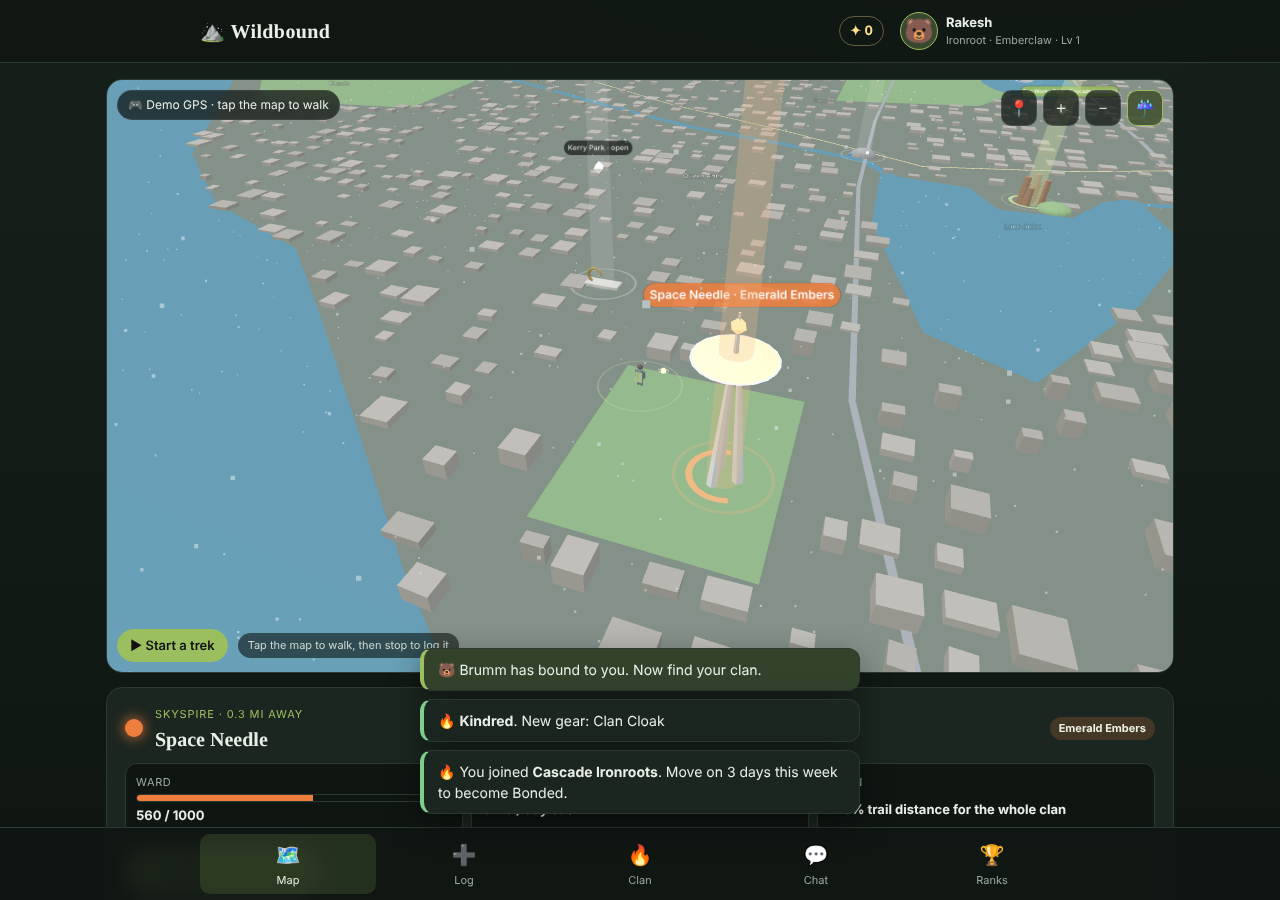 Wildbound
✦ 0
Rakesh
Ironroot · Emberclaw · Lv 1
Demo GPS · tap the map to walk
Kerry Park · open
Space Needle · Emerald Embers
▶ Start a trek
Tap the map to walk, then stop to log it
Brumm has bound to you. Now find your clan.
Kindred. New gear: Clan Cloak
You joined Cascade Ironroots. Move on 3 days this week
to become Bonded.
SKYSPIRE · 0.3 MI AWAY
Space Needle
Emerald Embers
WARD
560 / 1000
% trail distance for the whole clan
Map
Log
Clan
Chat
Ranks